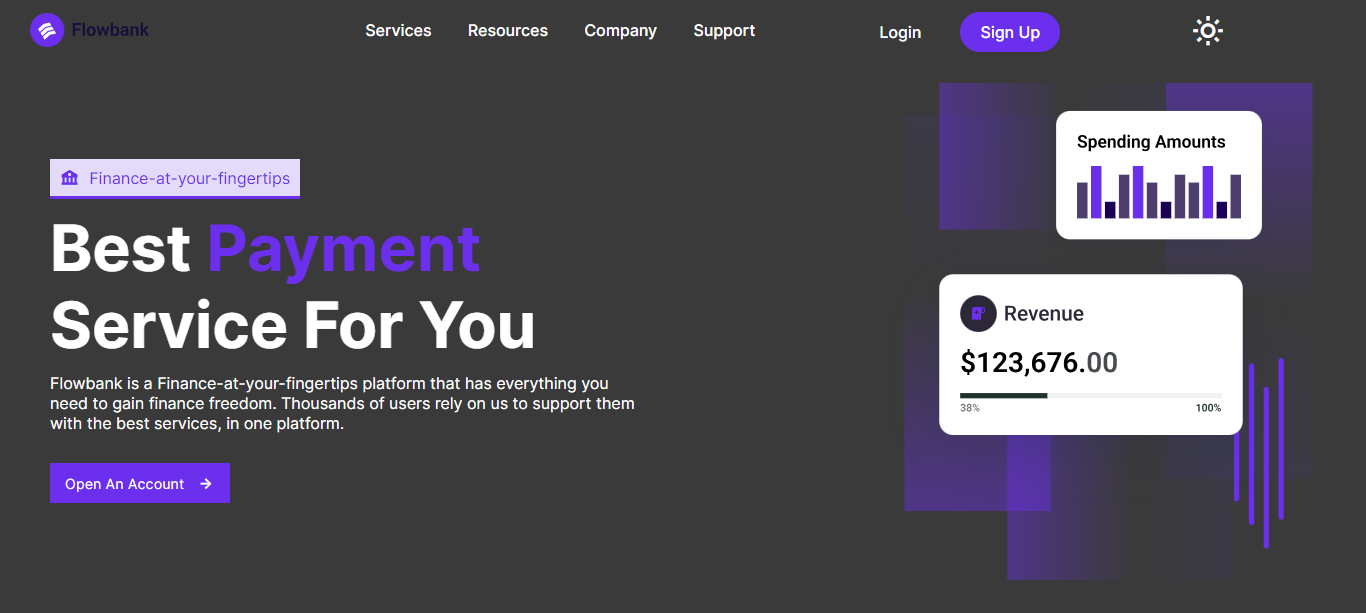 Flowbank
Services
Resources
Company
Support
Login
Sign Up
Finance-at-your-fingertips
Best Payment
Service For You
Flowbank is a Finance-at-your-fingertips platform that has everything you
need to gain finance freedom. Thousands of users rely on us to support them
with the best services, in one platform.
Open An Account
Spending Amounts
Revenue
$123,676.00
38%
100%